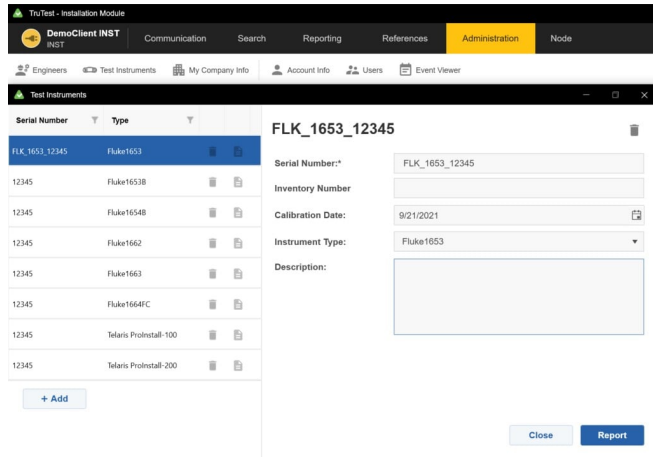 TruTest - Installation Module
DemoClient INST
INST
Communication
Search
Reporting
References
Administration
Node
Engineers
Test Instruments
My Company Info
Account Info
Users
Event Viewer
Test Instruments
Serial Number
Type
FLK_1653_12345 Fluke1653
12345 Fluke1653B
12345 Fluke1654B
12345 Fluke1662
12345 Fluke1663
12345 Fluke1664FC
12345 Telaris ProInstall-100
12345 Telaris ProInstall-200
+ Add
FLK_1653_12345
Serial Number:* FLK_1653_12345
Inventory Number
Calibration Date: 9/21/2021
Instrument Type: Fluke1653
Description:
Close
Report